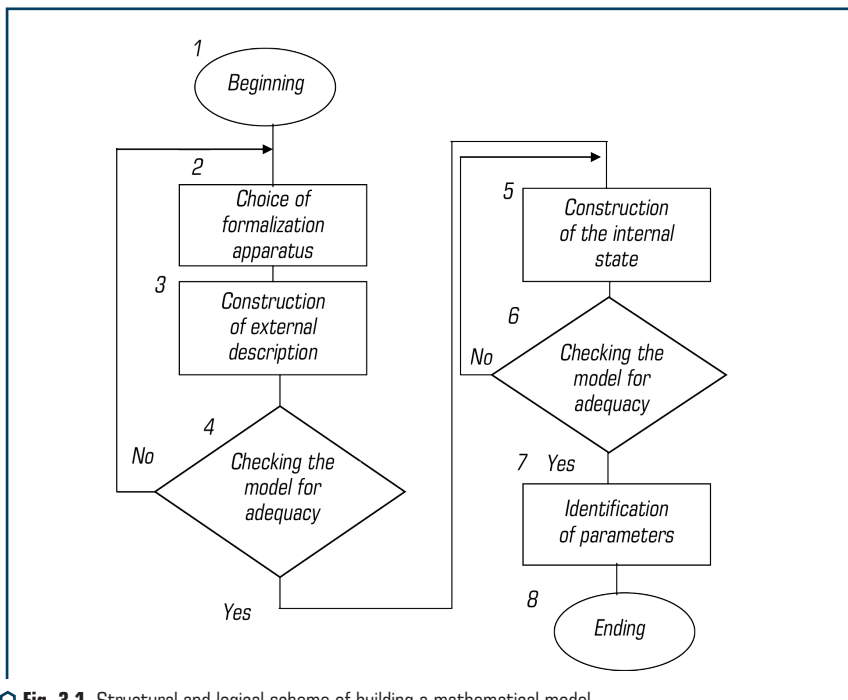 1
Beginning
2
Choice of
formalization
apparatus
3
Construction
of external
description
4
No
Checking the
model for
adequacy
Yes
5
Construction
of the internal
state
6
No
Checking the
model for
adequacy
7 Yes
Identification
of parameters
8
Ending
Fig. 3.1 Structural and logical scheme of building a mathematical model